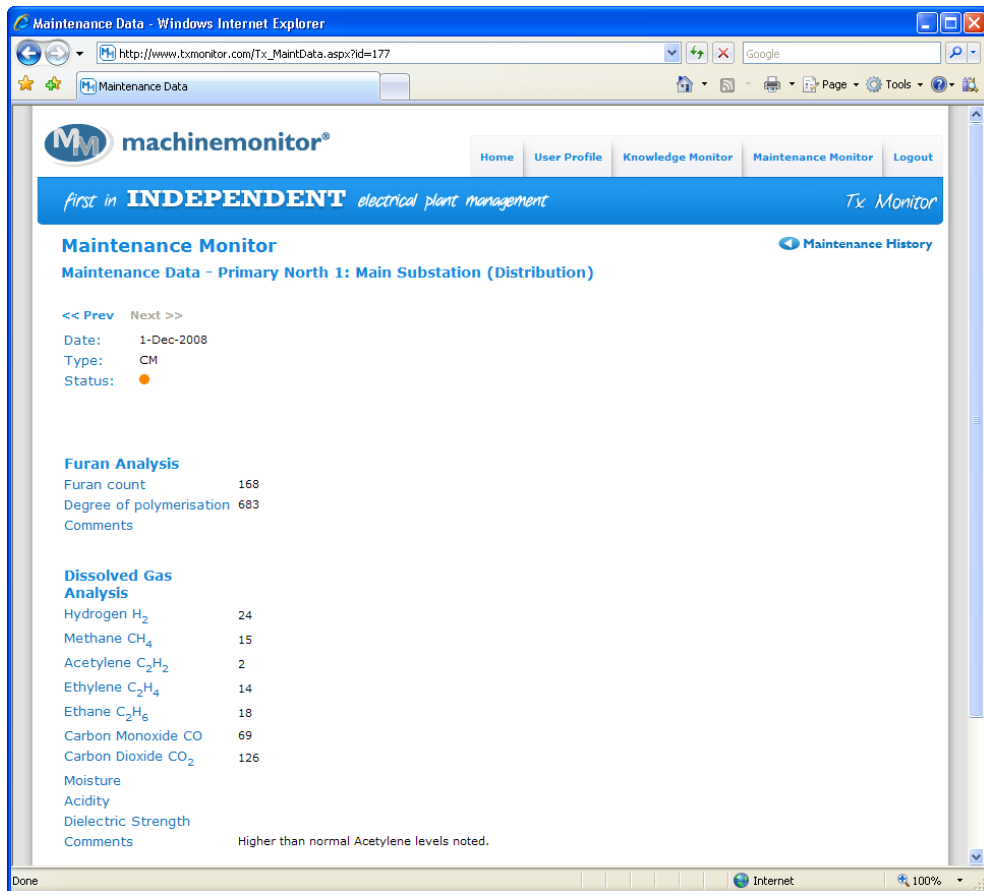 Maintenance Data - Windows Internet Explorer
http://www.txmonitor.com/Tx_MaintData.aspx?id=177
Google
Maintenance Data
Page Tools
MM machinemonitor®
Home User Profile Knowledge Monitor Maintenance Monitor Logout
first in INDEPENDENT electrical plant management Tx Monitor
Maintenance Monitor
Maintenance History
Maintenance Data - Primary North 1: Main Substation (Distribution)
<< Prev Next >>
Date: 1-Dec-2008
Type: CM
Status:
Furan Analysis
Furan count 168
Degree of polymerisation 683
Comments
Dissolved Gas
Analysis
Hydrogen H₂ 24
Methane CH₄ 15
Acetylene C₂H₂ 2
Ethylene C₂H₄ 14
Ethane C₂H₆ 18
Carbon Monoxide CO 69
Carbon Dioxide CO₂ 126
Moisture
Acidity
Dielectric Strength
Comments Higher than normal Acetylene levels noted.
Done Internet 100%